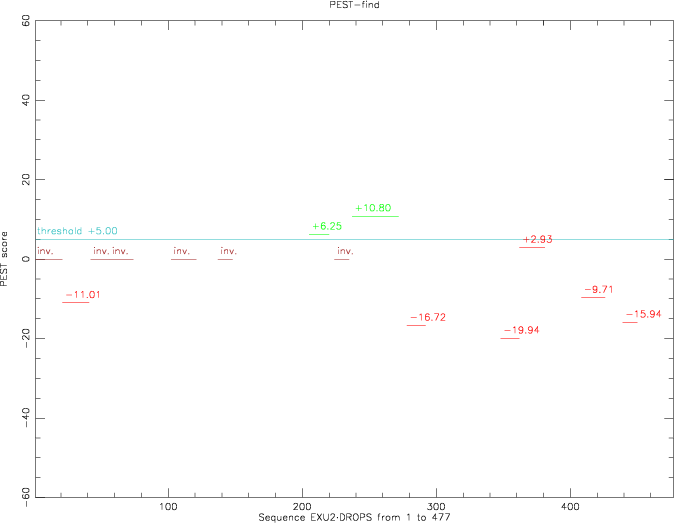 PEST-find
60
40
20
0
-20
-40
-60
PEST score
+10.80
+6.25
threshold +5.00
+2.93
inv. inv. inv. inv. inv. inv.
-11.01
-9.71
-16.72
-15.94
-19.94
100 200 300 400
Sequence EXU2·DROPS from 1 to 477